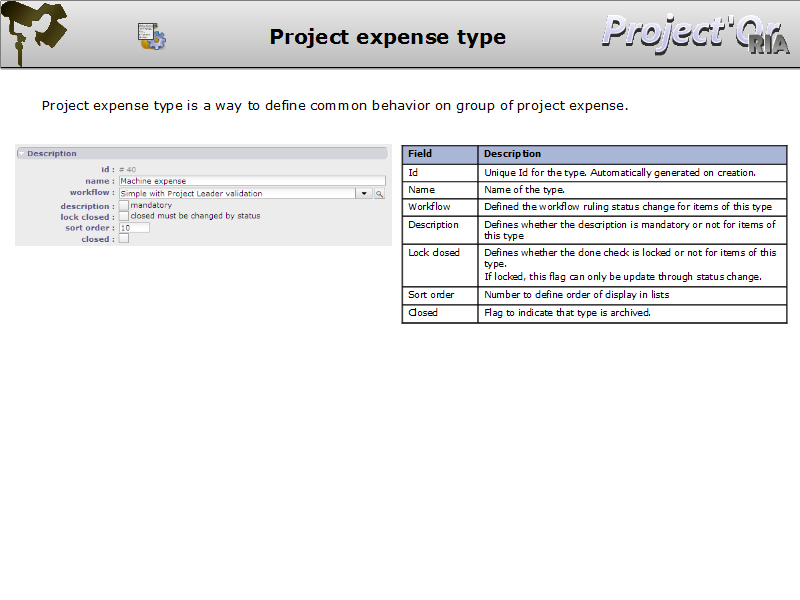 Project expense type
Project'Or
RIA
Project expense type is a way to define common behavior on group of project expense.
Description
id : # 40
name : Machine expense
workflow : Simple with Project Leader validation
description : mandatory
lock closed : closed must be changed by status
sort order : 10
closed :
Field Description
Id Unique Id for the type. Automatically generated on creation.
Name Name of the type.
Workflow Defined the workflow ruling status change for items of this type
Description Defines whether the description is mandatory or not for items of
this type
Lock closed Defines whether the done check is locked or not for items of this
type.
If locked, this flag can only be update through status change.
Sort order Number to define order of display in lists
Closed Flag to indicate that type is archived.